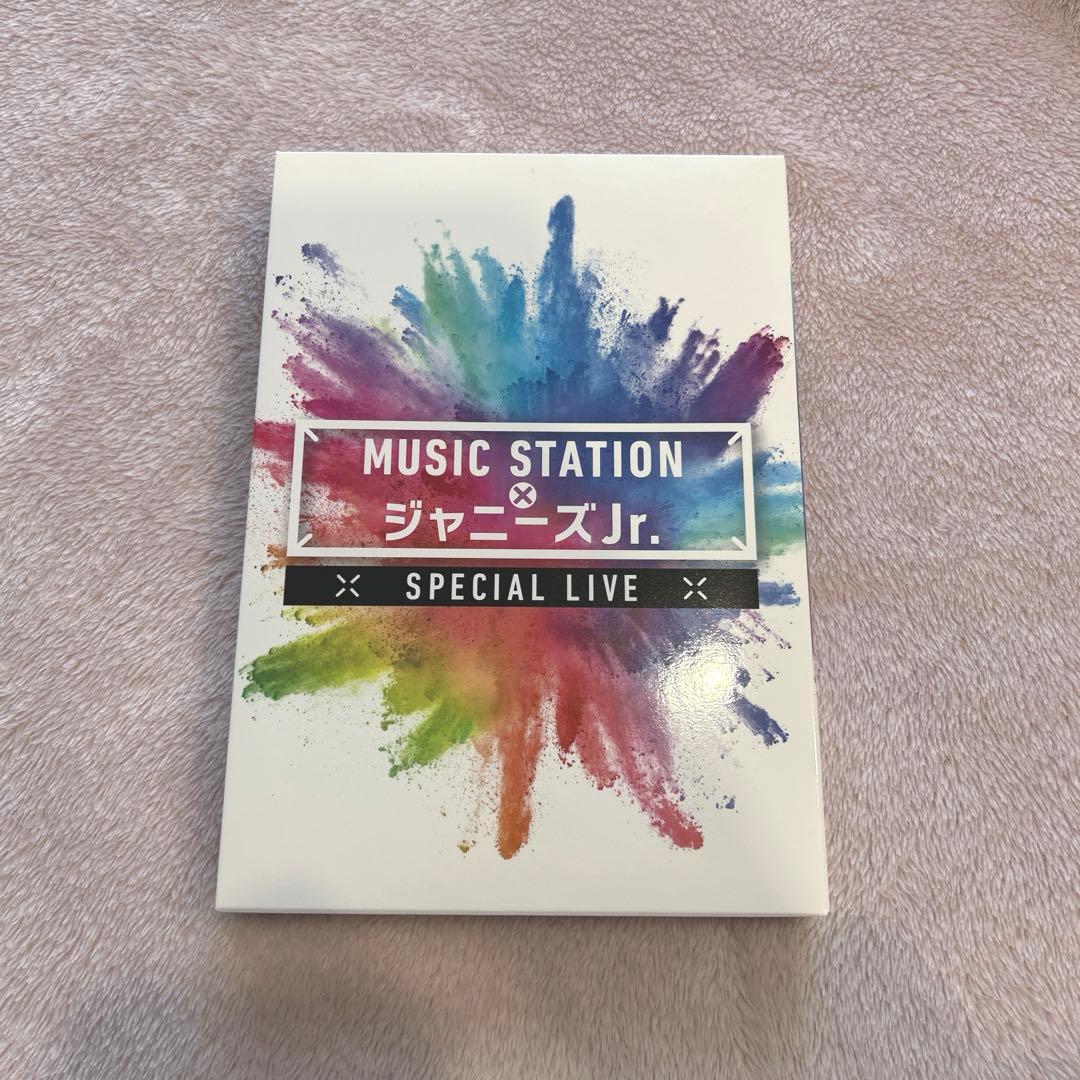 MUSIC STATION
×
ジャニーズJr.
SPECIAL LIVE